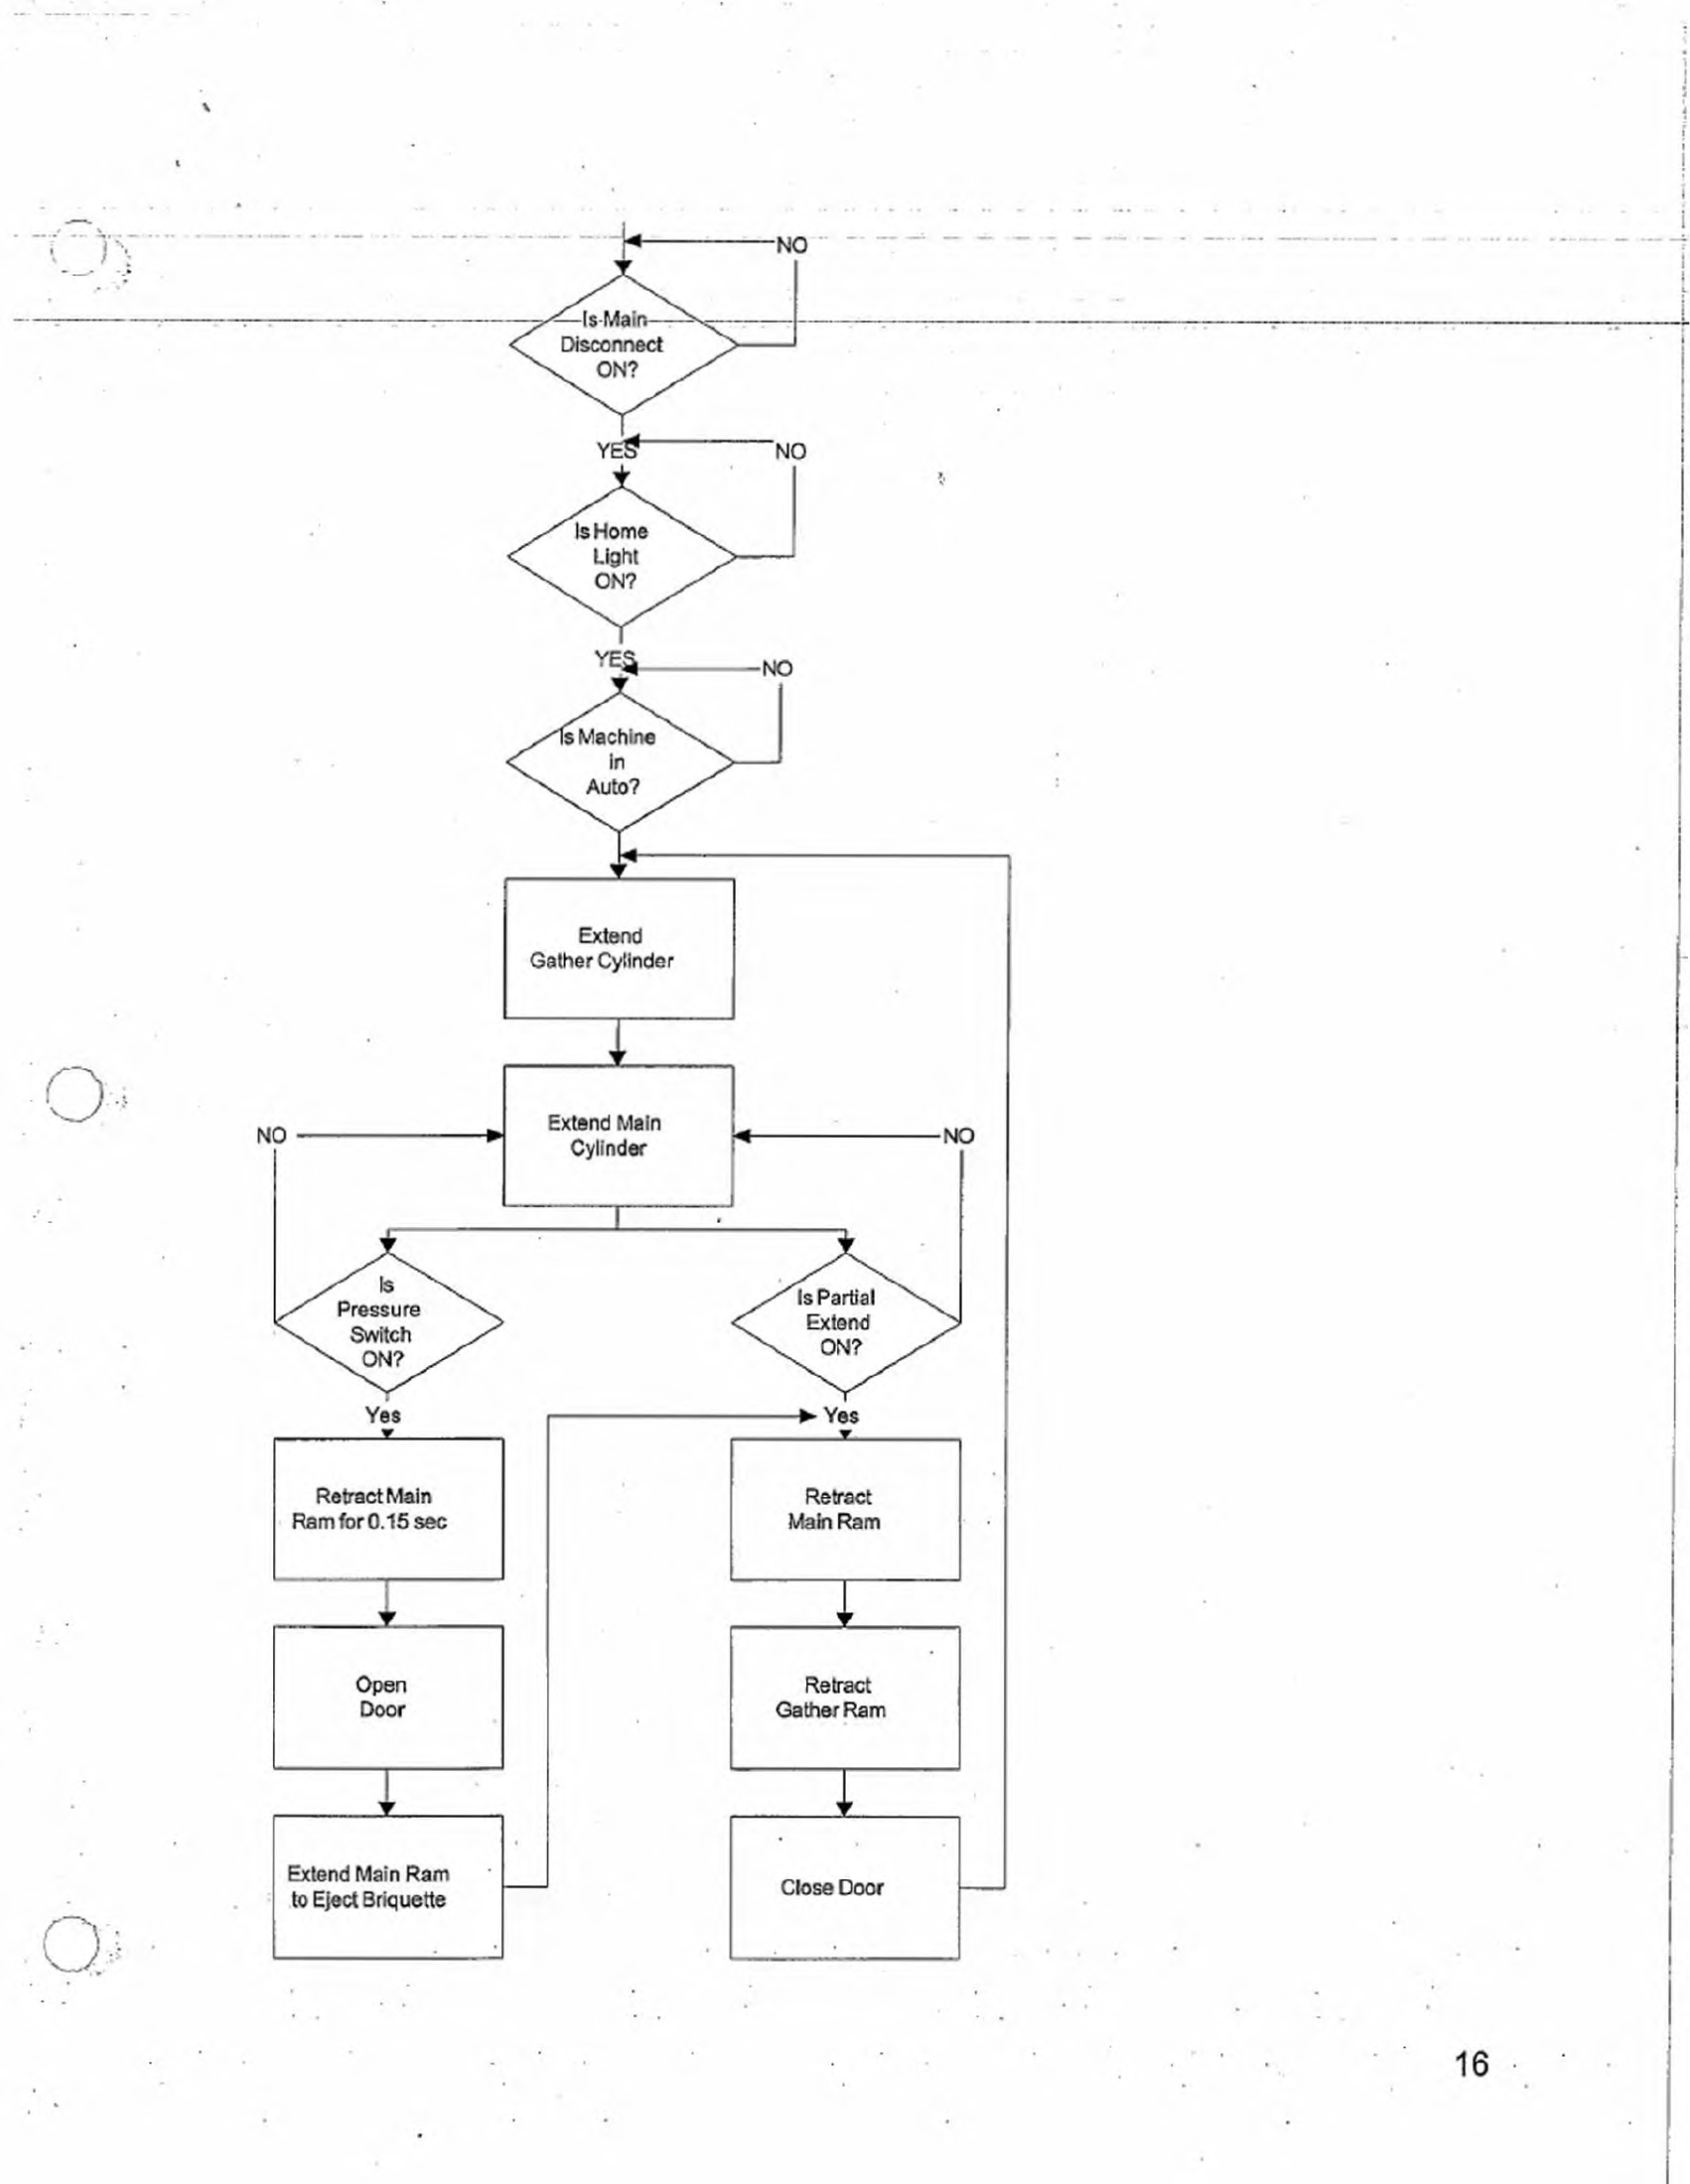 NO
Is Main
Disconnect
ON?
YES
NO
Is Home
Light
ON?
YES
NO
Is Machine
in
Auto?
Extend
Gather Cylinder
NO
Extend Main
Cylinder
NO
Is
Pressure
Switch
ON?
Is Partial
Extend
ON?
Yes
Yes
Retract Main
Ram for 0.15 sec
Retract
Main Ram
Open
Door
Retract
Gather Ram
Extend Main Ram
to Eject Briquette
Close Door
16